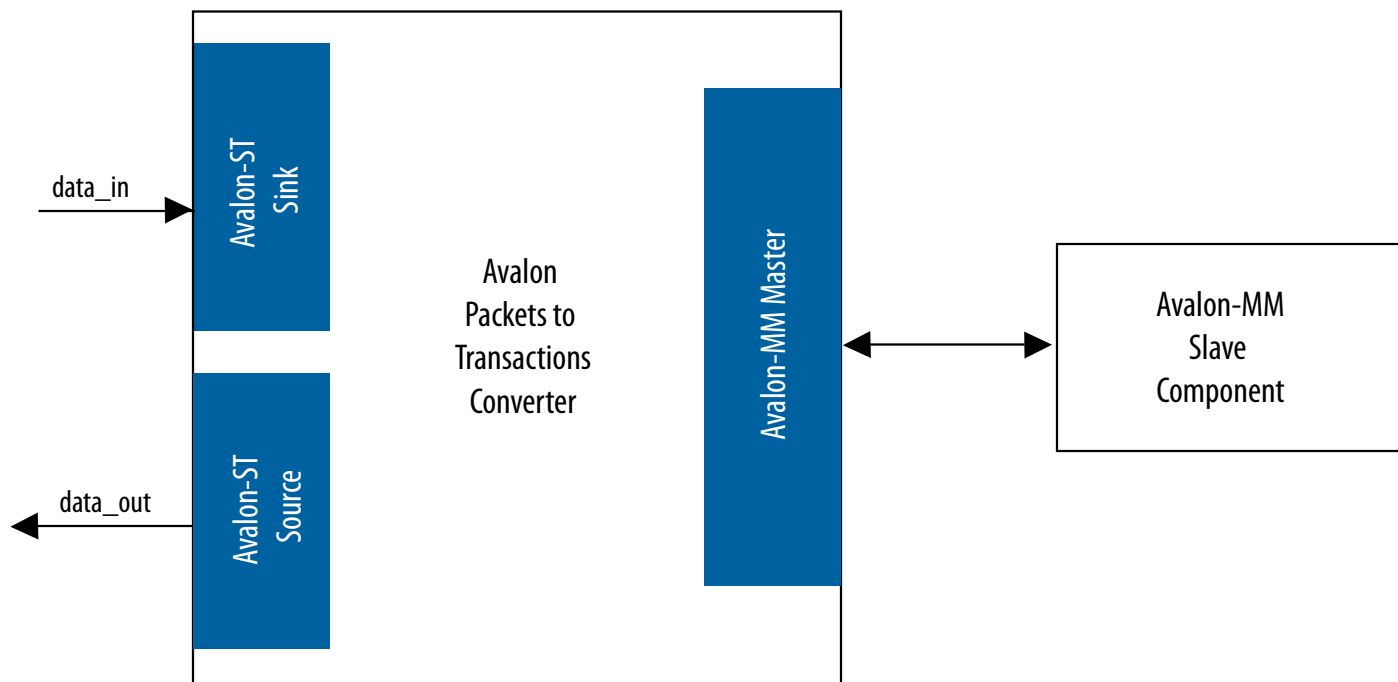 data_in
Avalon-ST
Sink
data_out
Avalon-ST
Source
Avalon
Packets to
Transactions
Converter
Avalon-MM Master
Avalon-MM
Slave
Component